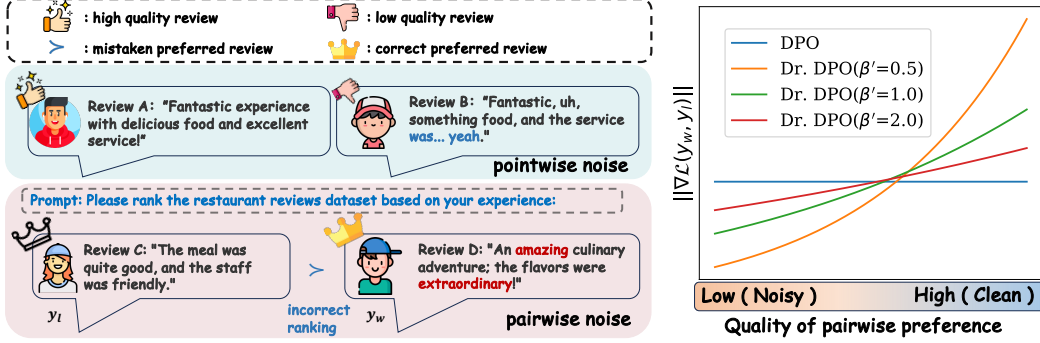 : high quality review
: low quality review
≻ : mistaken preferred review
: correct preferred review
Review A: "Fantastic experience
with delicious food and excellent
service!"
Review B: "Fantastic, uh,
something food, and the service
was... yeah."
pointwise noise
Prompt: Please rank the restaurant reviews dataset based on your experience:
Review C: "The meal was
quite good, and the staff
was friendly."
≻
Review D: "An amazing culinary
adventure; the flavors were
extraordinary!"
y_l
incorrect
ranking
y_w
pairwise noise
||∇ℒ(y_w, y_l)||
DPO
Dr. DPO(β′=0.5)
Dr. DPO(β′=1.0)
Dr. DPO(β′=2.0)
Low ( Noisy )
High ( Clean )
Quality of pairwise preference